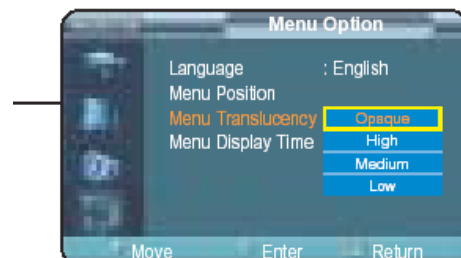 Menu Option
Language : English
Menu Position
Menu Translucency Opaque
Menu Display Time High
Medium
Low
Move Enter Return